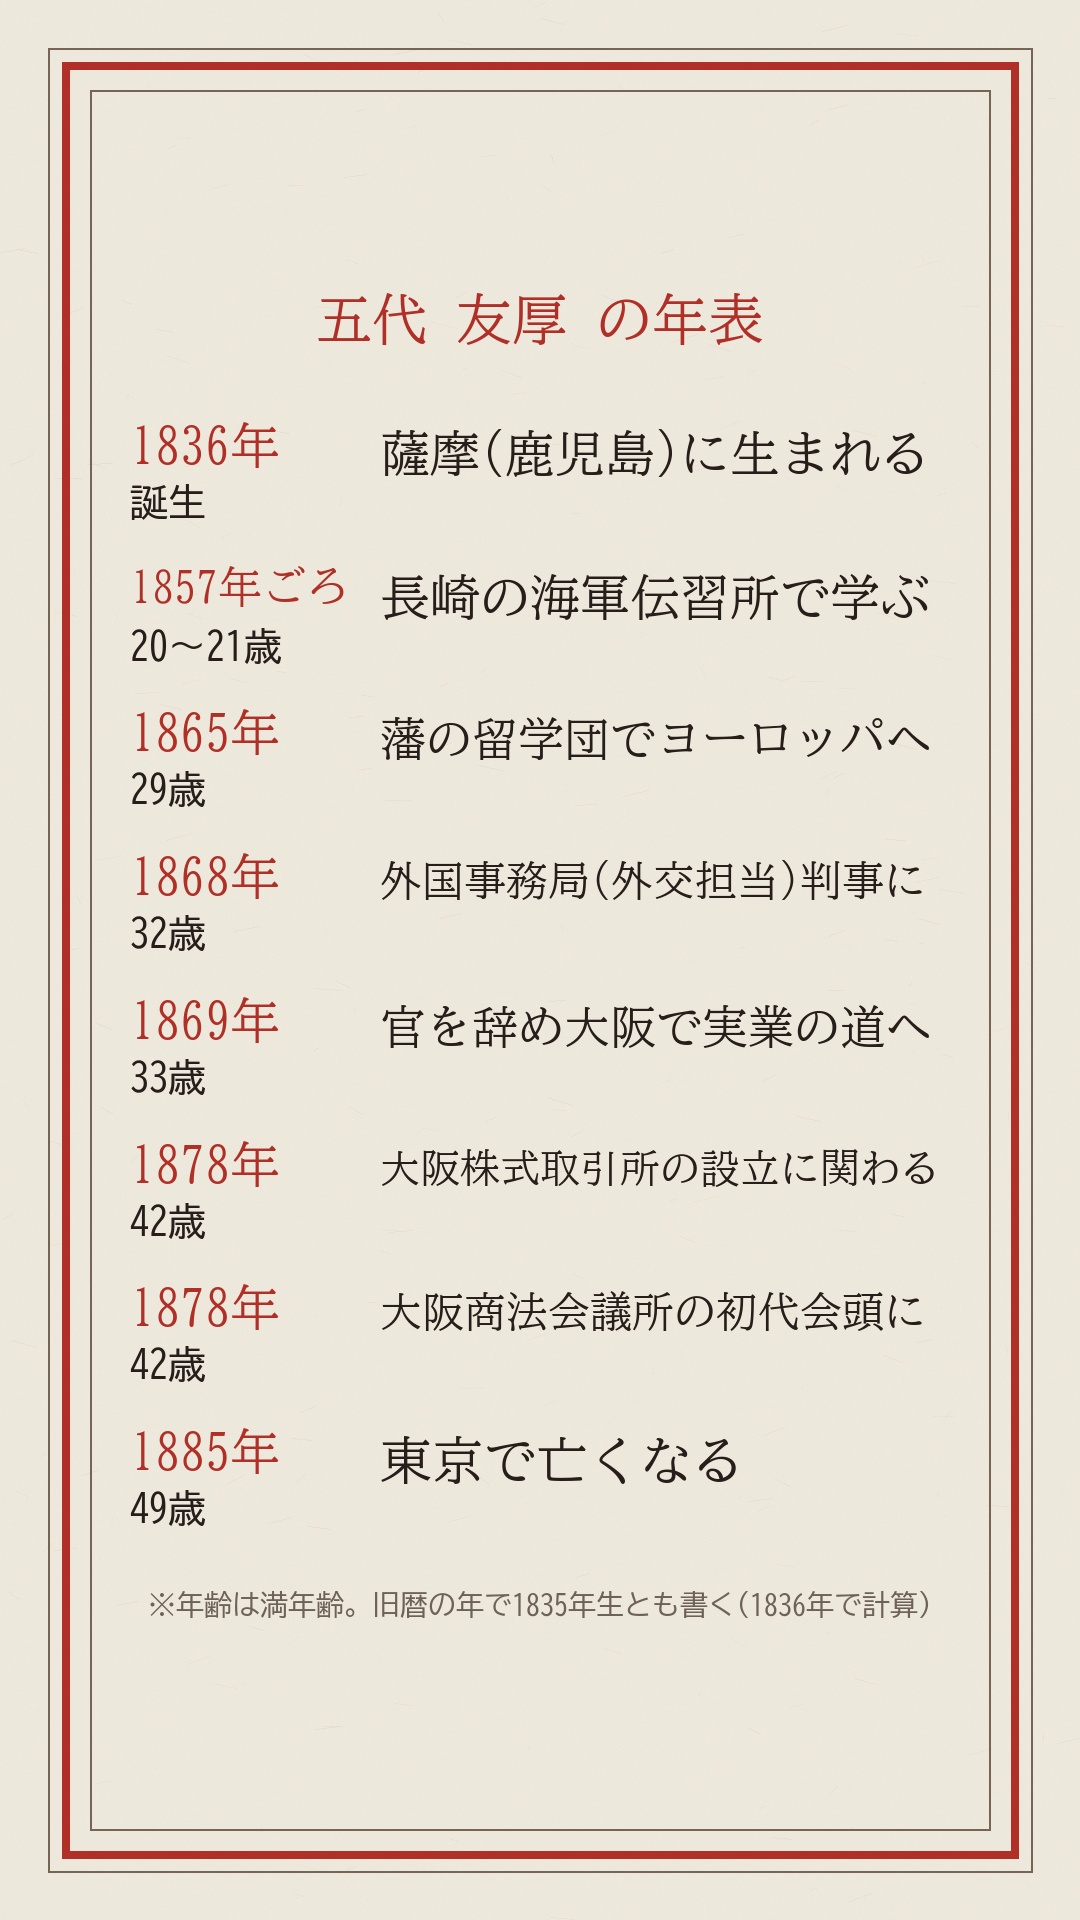 五代 友厚 の年表
1836年 薩摩(鹿児島)に生まれる
誕生
1857年ごろ 長崎の海軍伝習所で学ぶ
20〜21歳
1865年 藩の留学団でヨーロッパへ
29歳
1868年 外国事務局(外交担当)判事に
32歳
1869年 官を辞め大阪で実業の道へ
33歳
1878年 大阪株式取引所の設立に関わる
42歳
1878年 大阪商法会議所の初代会頭に
42歳
1885年 東京で亡くなる
49歳
※年齢は満年齢。旧暦の年で1835年生とも書く(1836年で計算)